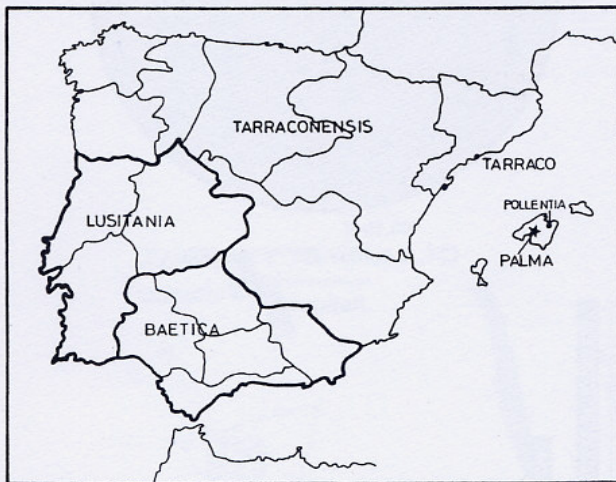 TARRACONENSIS
TARRACO
POLLENTIA
LUSITANIA
PALMA
BAETICA